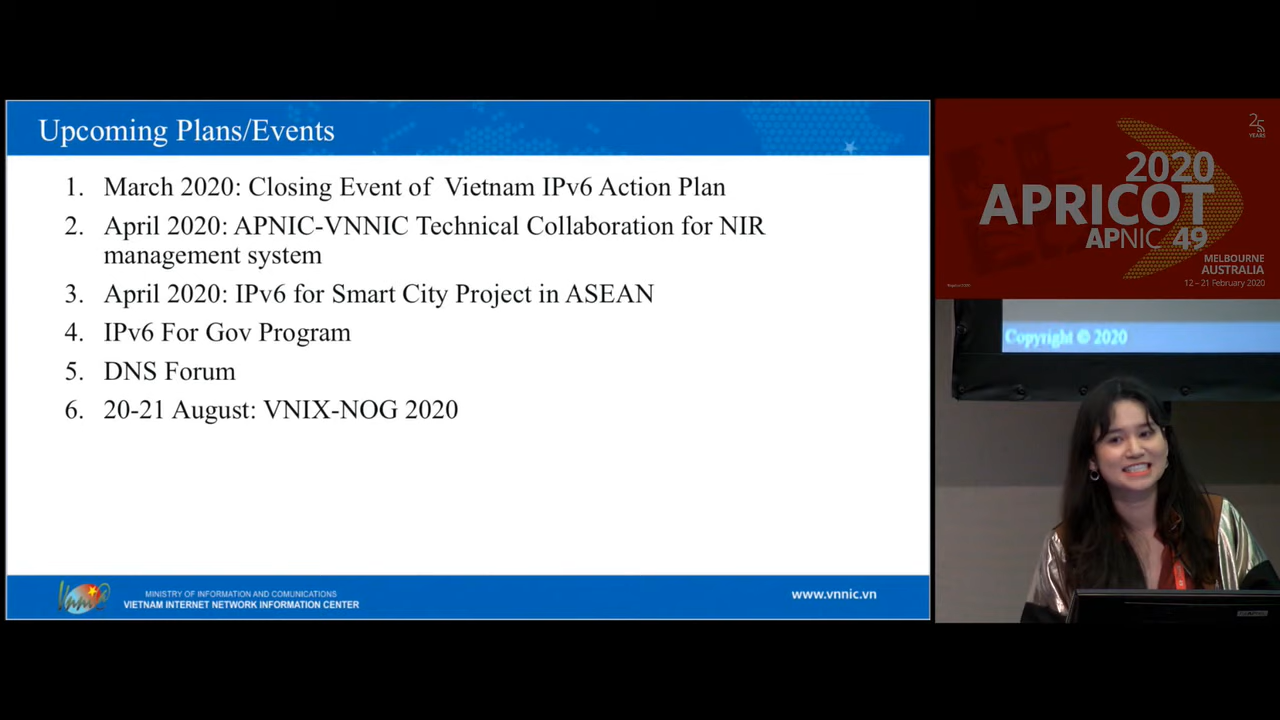 Upcoming Plans/Events
1. March 2020: Closing Event of Vietnam IPv6 Action Plan
2. April 2020: APNIC-VNNIC Technical Collaboration for NIR
management system
3. April 2020: IPv6 for Smart City Project in ASEAN
4. IPv6 For Gov Program
5. DNS Forum
6. 20-21 August: VNIX-NOG 2020
MINISTRY OF INFORMATION AND COMUNICATIONS
VIETNAM INTERNET NETWORK INFORMATION CENTER
www.vnnic.vn
25
YEARS
2020
APRICOT
APNIC 49
MELBOURNE
AUSTRALIA
12 – 21 February 2020
Copyright © 2020